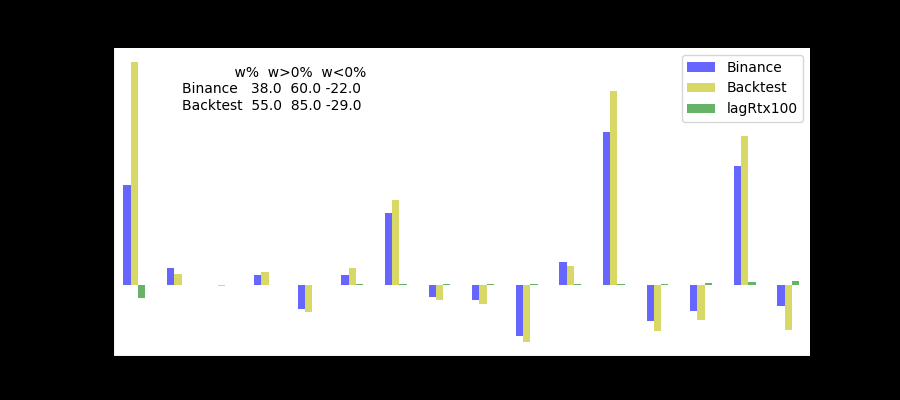 w% w>0% w<0%
Binance 38.0 60.0 -22.0
Backtest 55.0 85.0 -29.0
Binance
Backtest
lagRtx100